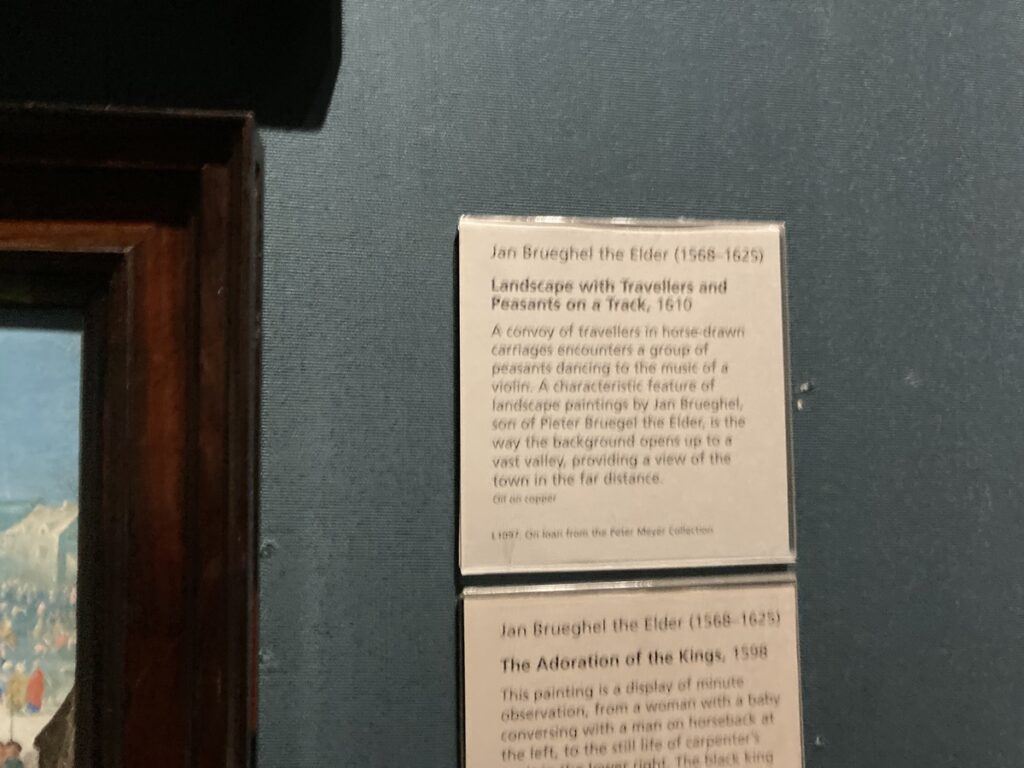 Jan Brueghel the Elder (1568–1625)
Landscape with Travellers and
Peasants on a Track, 1610
A convoy of travellers in horse-drawn
carriages encounters a group of
peasants dancing to the music of a
violin. A characteristic feature of
landscape paintings by Jan Brueghel,
son of Pieter Bruegel the Elder, is the
way the background opens up to a
vast valley, providing a view of the
town in the far distance.
Oil on copper
L1097. On loan from the Peter Meyer Collection
Jan Brueghel the Elder (1568–1625)
The Adoration of the Kings, 1598
This painting is a display of minute
observation, from a woman with a baby
conversing with a man on horseback at
the left, to the still life of carpenter's
lower right. The black king